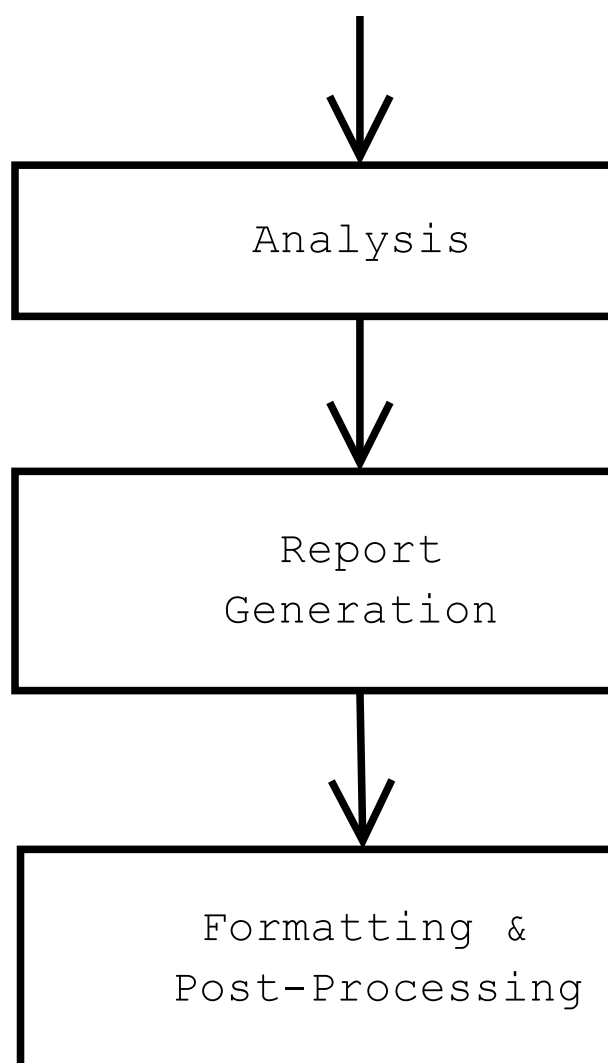 Analysis
Report
Generation
Formatting &
Post-Processing